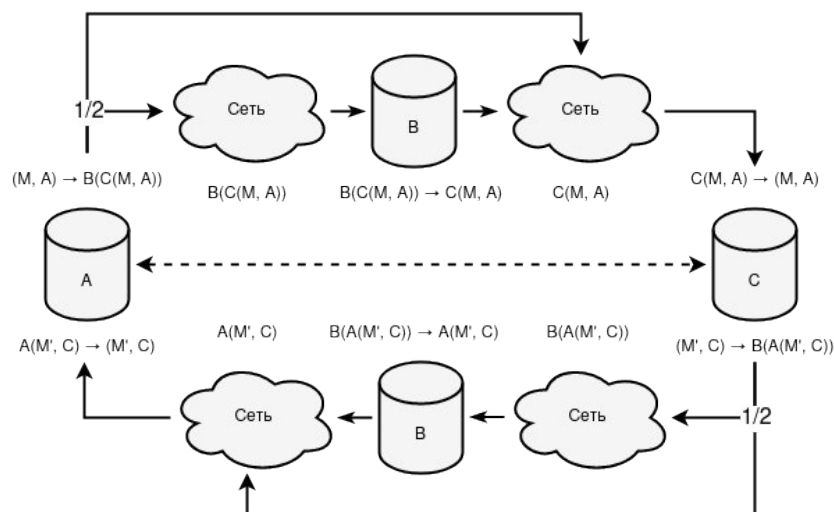 Сеть
B
Сеть
1/2
(M, A) → B(C(M, A))
B(C(M, A))
B(C(M, A)) → C(M, A)
C(M, A)
C(M, A) → (M, A)
A
C
A(M', C) → (M', C)
A(M', C)
B(A(M', C)) → A(M', C)
B(A(M', C))
(M', C) → B(A(M', C))
Сеть
B
Сеть
1/2